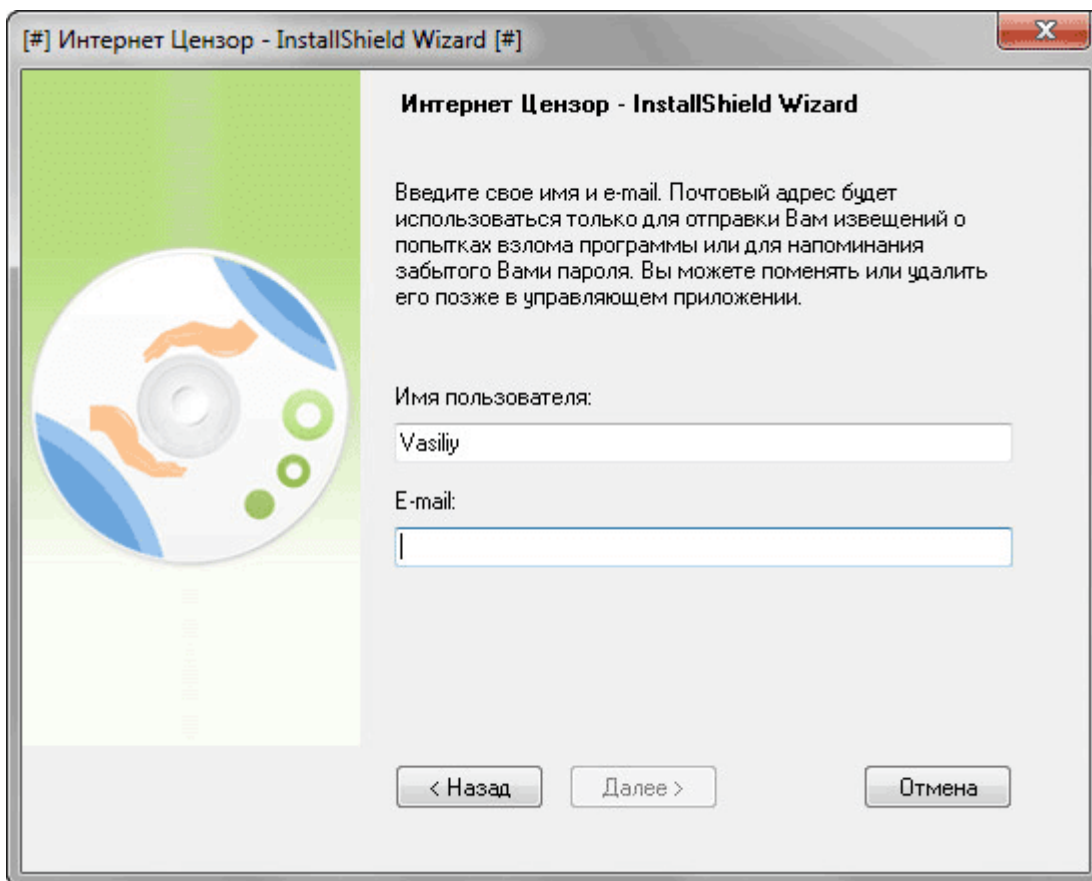 [#] Интернет Цензор - InstallShield Wizard [#]
Интернет Цензор - InstallShield Wizard
Введите свое имя и e-mail. Почтовый адрес будет
использоваться только для отправки Вам извещений о
попытках взлома программы или для напоминания
забытого Вами пароля. Вы можете поменять или удалить
его позже в управляющем приложении.
Имя пользователя:
Vasiliy
E-mail:
< Назад
Далее >
Отмена